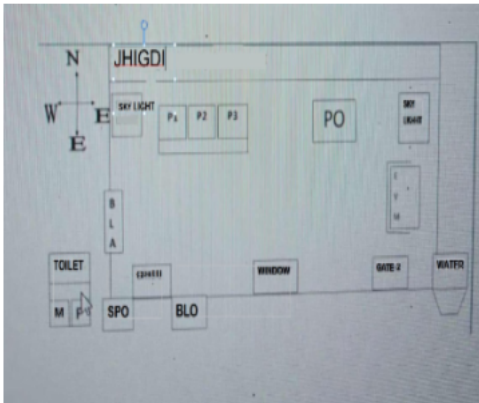 JHIGDI
N
W E
E
SKY LIGHT
P1 P2 P3
PO
SKY
LIGHT
E
V
M
B
L
A
TOILET
WINDOW
GATE-2
WATER
M F
SPO
BLO